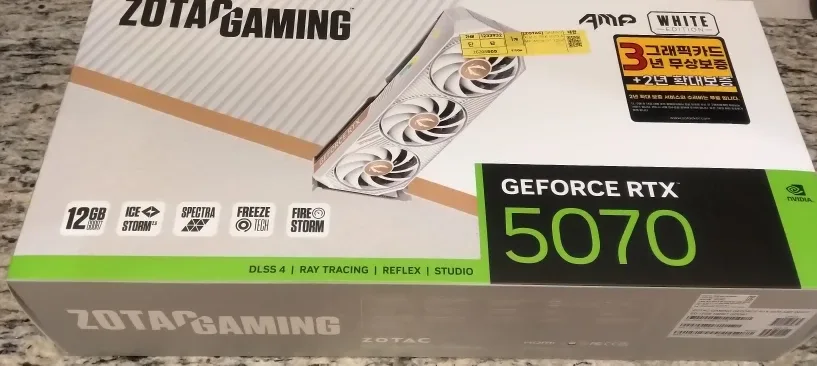 ZOTAC GAMING
AMP
WHITE
EDITION
3 그래픽카드
년 무상보증
+2년 확대보증
12GB
GDDR7
ICE
STORM
SPECTRA
FREEZE
TECH
FIRE
STORM
GEFORCE RTX
5070
NVIDIA
DLSS 4 | RAY TRACING | REFLEX | STUDIO
ZOTAC GAMING
ZOTAC